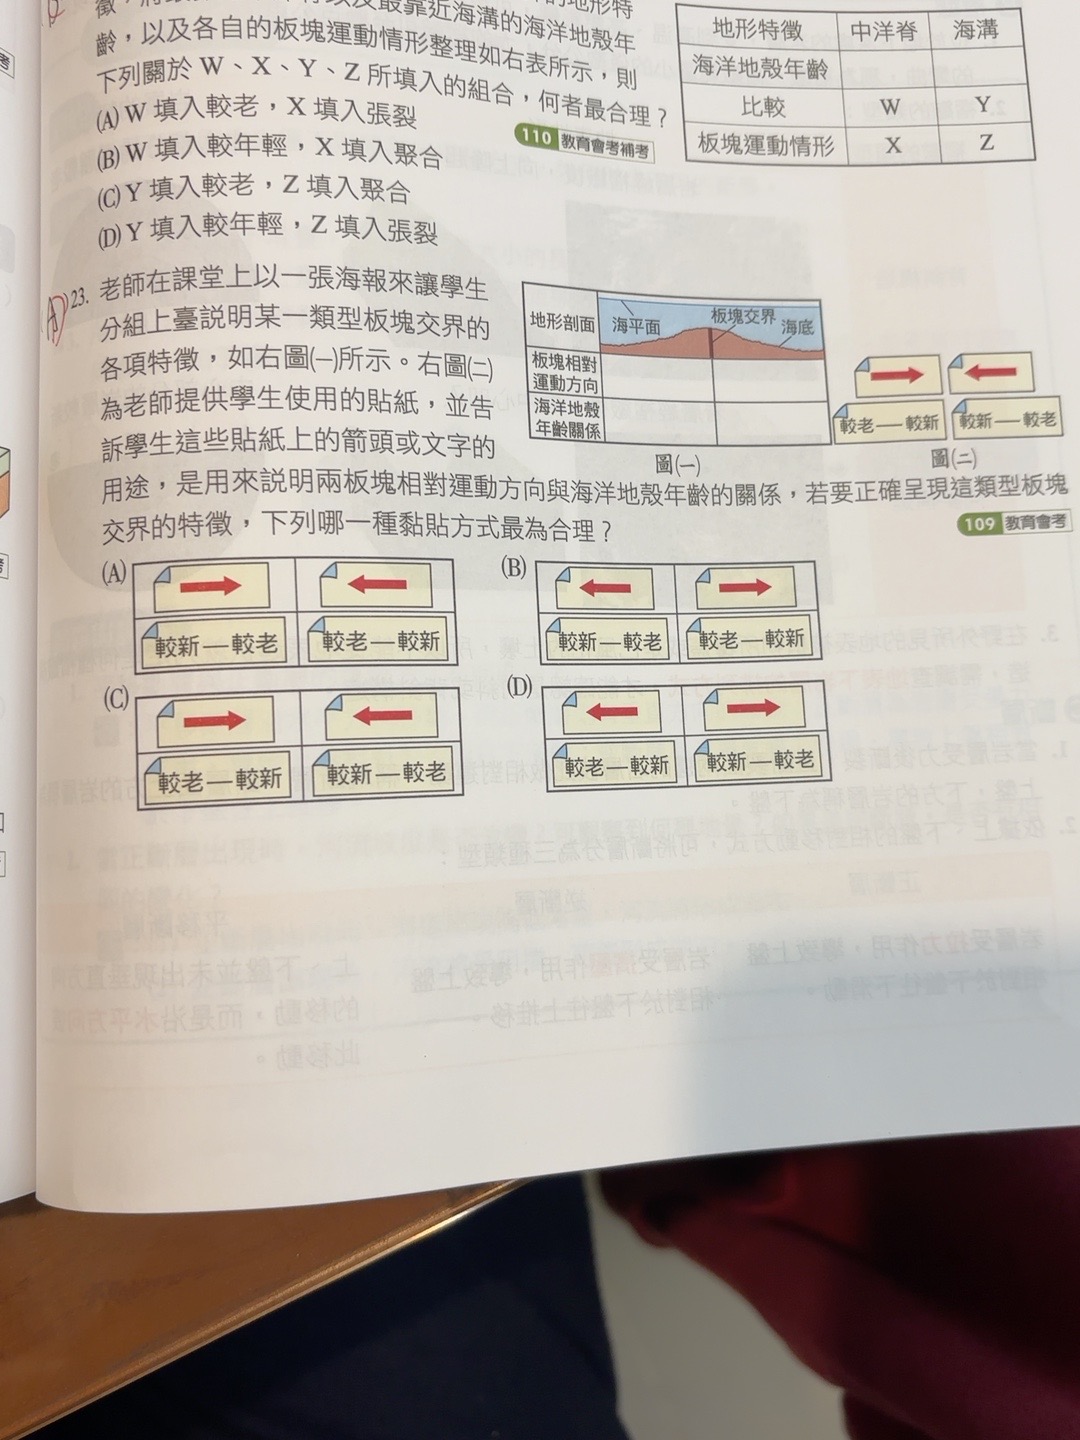 齡，以及各自的板塊運動情形整理如右表所示，則
下列關於 W、X、Y、Z 所填入的組合，何者最合理？
(A) W 填入較老，X 填入張裂
110 教育會考補考
(B) W 填入較年輕，X 填入聚合
(C) Y 填入較老，Z 填入聚合
(D) Y 填入較年輕，Z 填入張裂
地形特徵 中洋脊 海溝
海洋地殼年齡
比較 W Y
板塊運動情形 X Z
23. 老師在課堂上以一張海報來讓學生
分組上臺說明某一類型板塊交界的
各項特徵，如右圖(一)所示。右圖(二)
為老師提供學生使用的貼紙，並告
訴學生這些貼紙上的箭頭或文字的
用途，是用來說明兩板塊相對運動方向與海洋地殼年齡的關係，若要正確呈現這類型板塊
交界的特徵，下列哪一種黏貼方式最為合理？
109 教育會考
地形剖面 海平面 板塊交界 海底
板塊相對
運動方向
海洋地殼
年齡關係
圖(一)
較老—較新 較新—較老
圖(二)
(A)
較新—較老 較老—較新
(B)
較新—較老 較老—較新
(C)
較老—較新 較新—較老
(D)
較老—較新 較新—較老